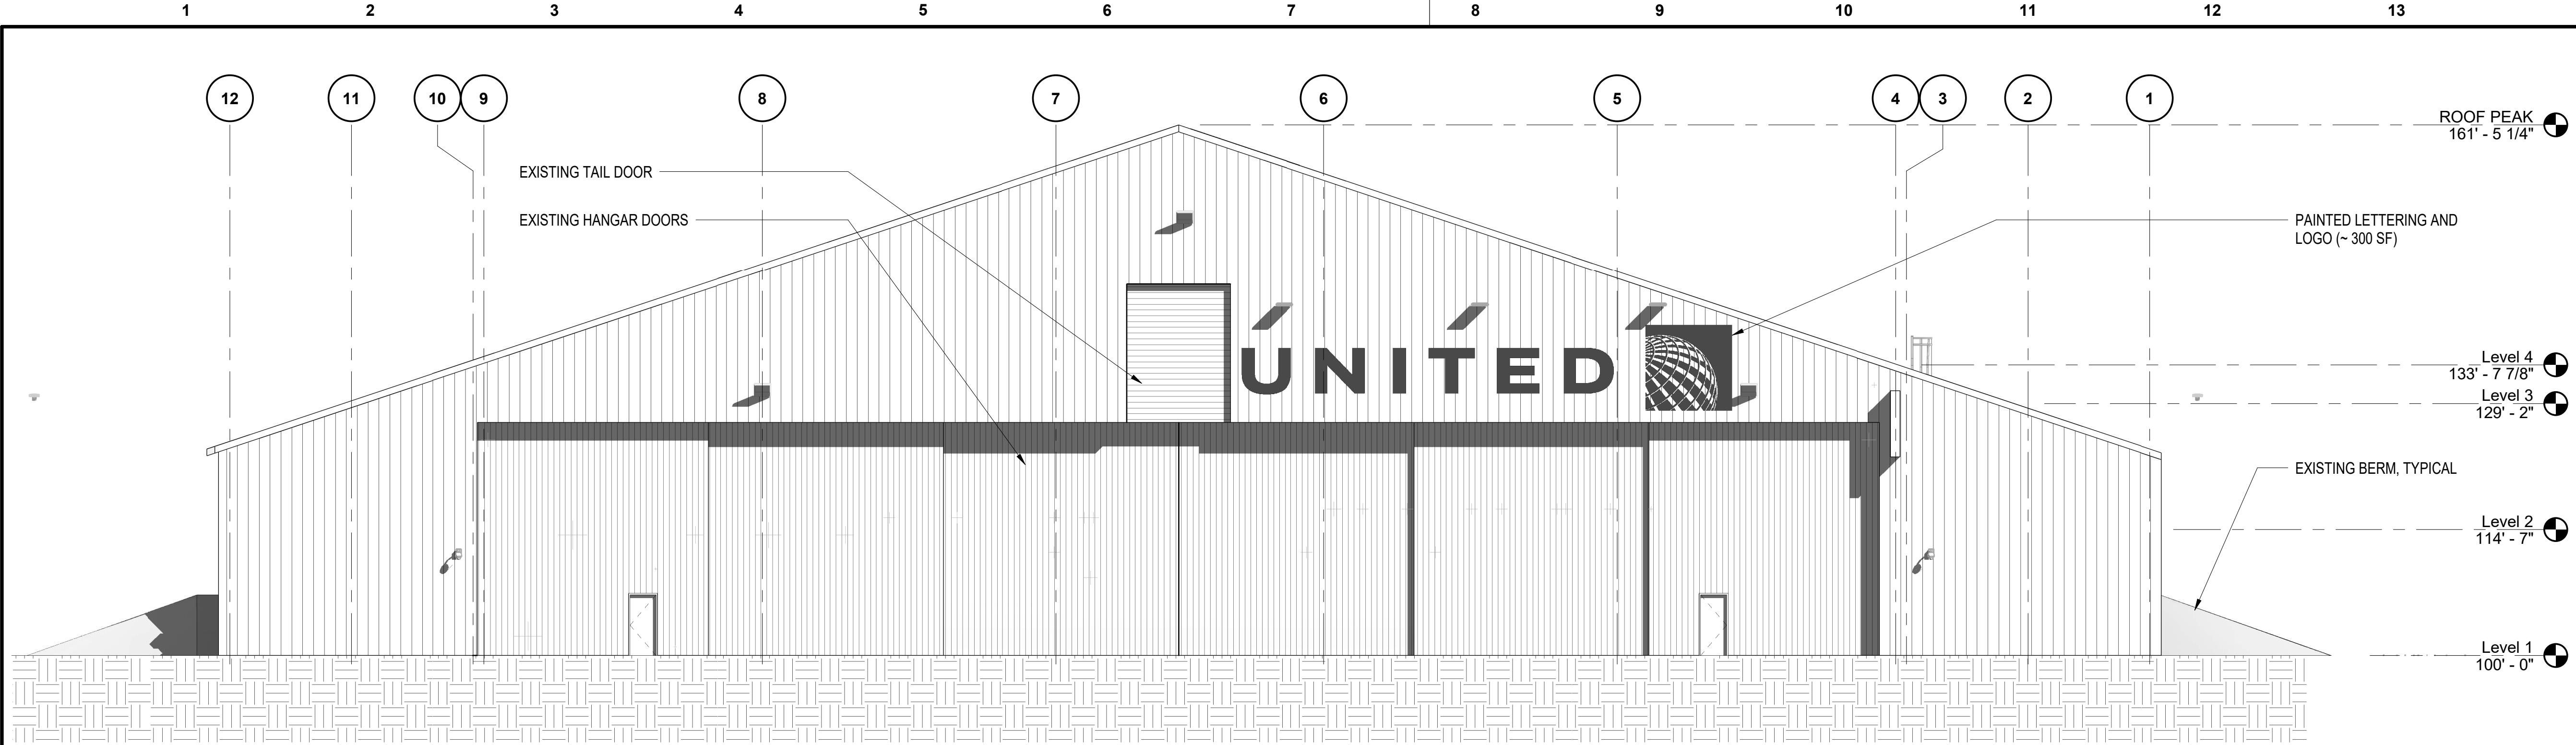 1 2 3 4 5 6 7 8 9 10 11 12 13
12 11 10 9 8 7 6 5 4 3 2 1
ROOF PEAK
161' - 5 1/4"
EXISTING TAIL DOOR
EXISTING HANGAR DOORS
PAINTED LETTERING AND
LOGO (~ 300 SF)
UNITED
Level 4
133' - 7 7/8"
Level 3
129' - 2"
EXISTING BERM, TYPICAL
Level 2
114' - 7"
Level 1
100' - 0"